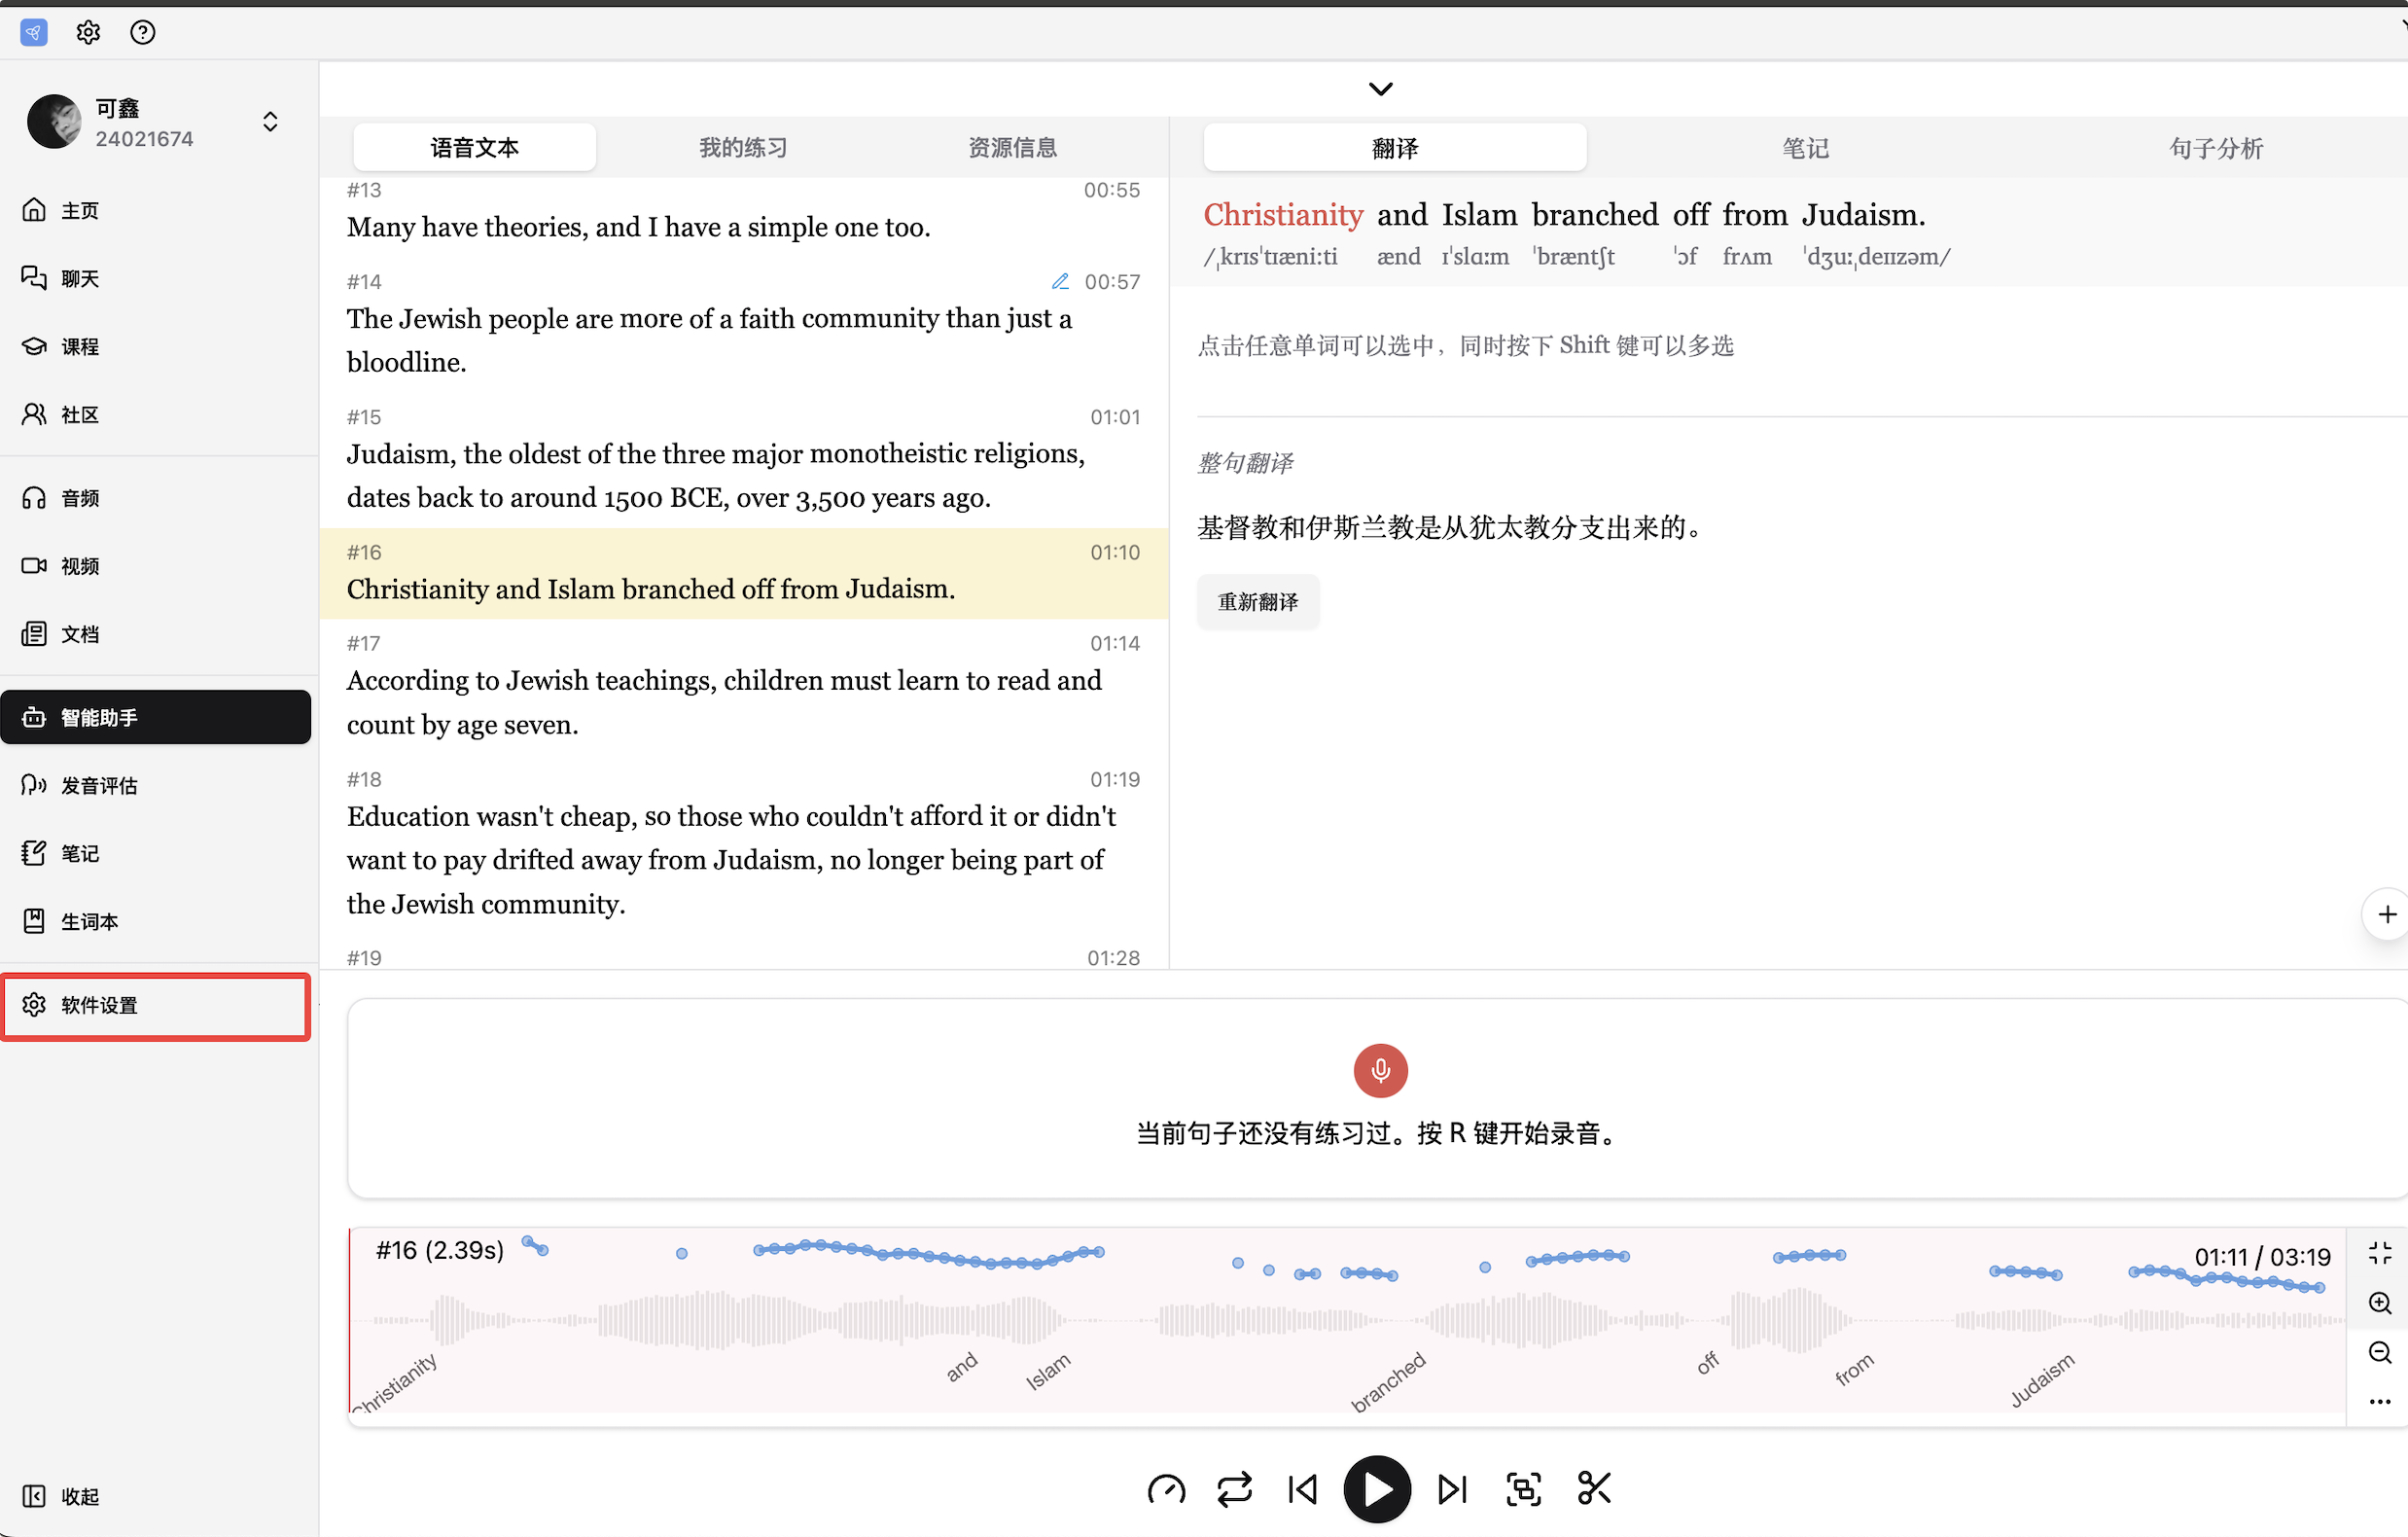 可鑫
24021674
主页
聊天
课程
社区
音频
视频
文档
智能助手
发音评估
笔记
生词本
软件设置
收起
语音文本
我的练习
资源信息
#13
00:55
Many have theories, and I have a simple one too.
#14
00:57
The Jewish people are more of a faith community than just a
bloodline.
#15
01:01
Judaism, the oldest of the three major monotheistic religions,
dates back to around 1500 BCE, over 3,500 years ago.
#16
01:10
Christianity and Islam branched off from Judaism.
#17
01:14
According to Jewish teachings, children must learn to read and
count by age seven.
#18
01:19
Education wasn't cheap, so those who couldn't afford it or didn't
want to pay drifted away from Judaism, no longer being part of
the Jewish community.
#19
01:28
翻译
笔记
句子分析
Christianity and Islam branched off from Judaism.
/ˌkrɪsˈtɪæniːti ænd ɪˈslɑːm ˈbræntʃt ˈɔf frʌm ˈdʒuːˌdeɪɪzəm/
点击任意单词可以选中，同时按下 Shift 键可以多选
整句翻译
基督教和伊斯兰教是从犹太教分支出来的。
重新翻译
当前句子还没有练习过。按 R 键开始录音。
#16 (2.39s)
01:11 / 03:19
Christianity
and
Islam
branched
off
from
Judaism